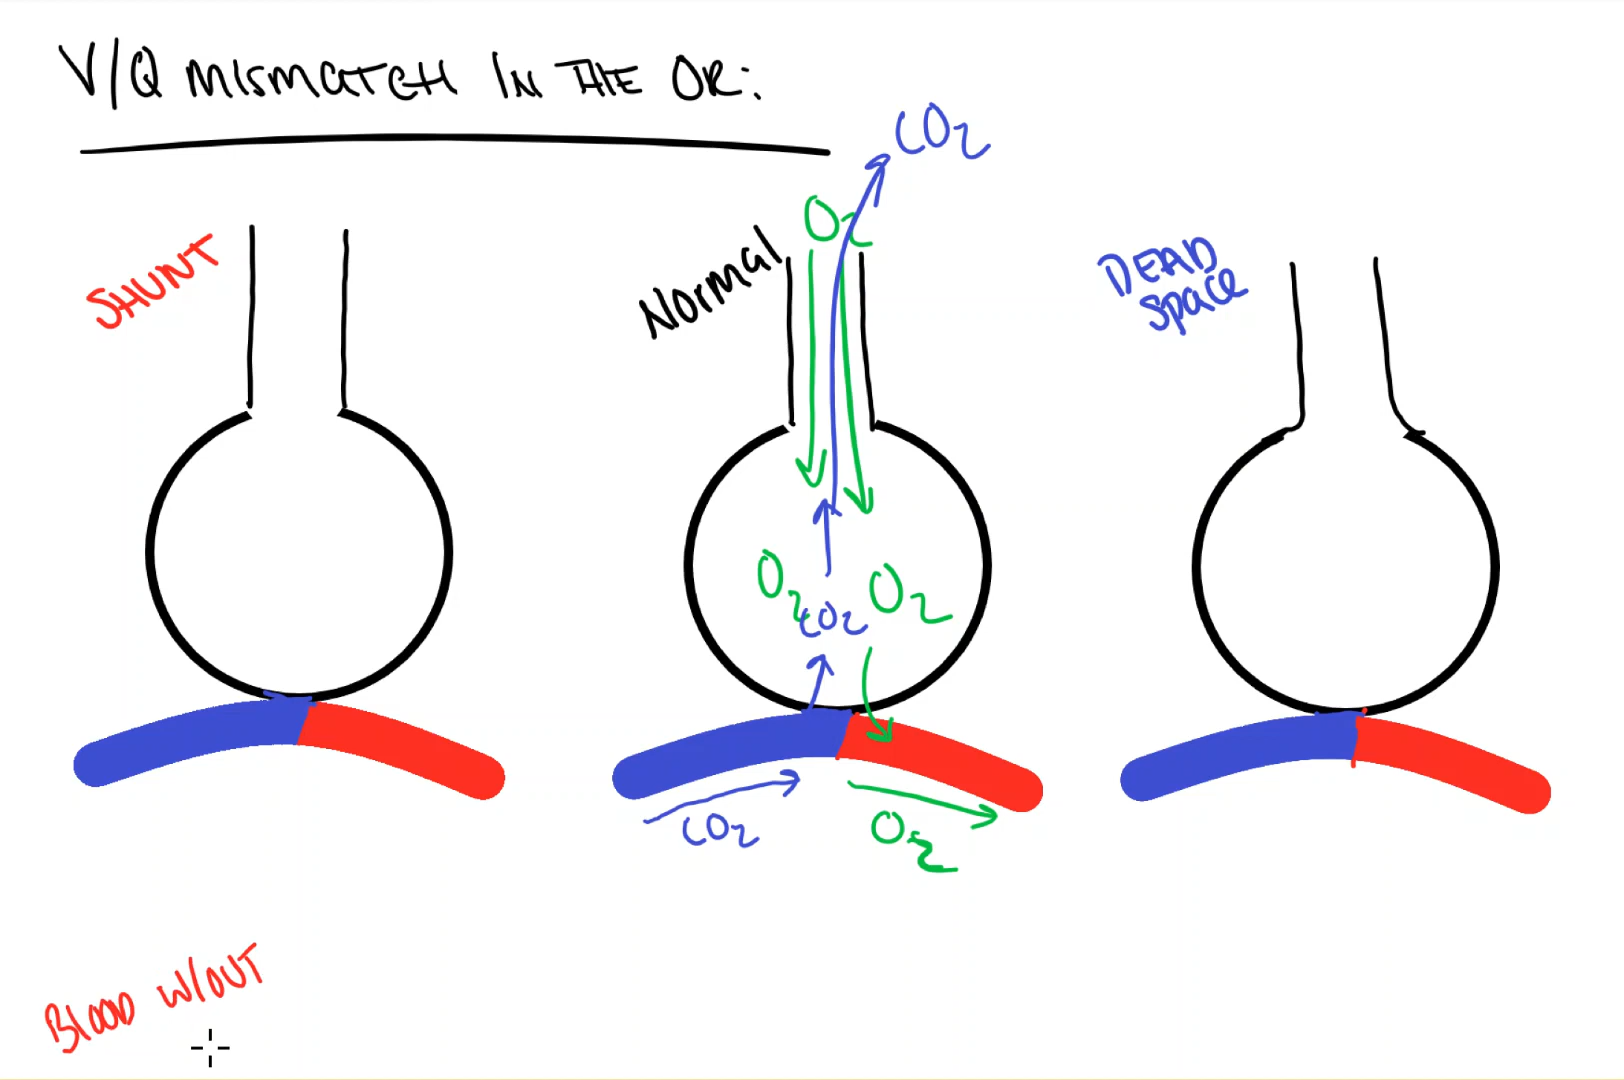 V/Q MISMATCH IN THE OR:
CO2
O2
SHUNT
Normal
DEAD
Space
O2
O2
CO2
CO2
O2
Blood w/out